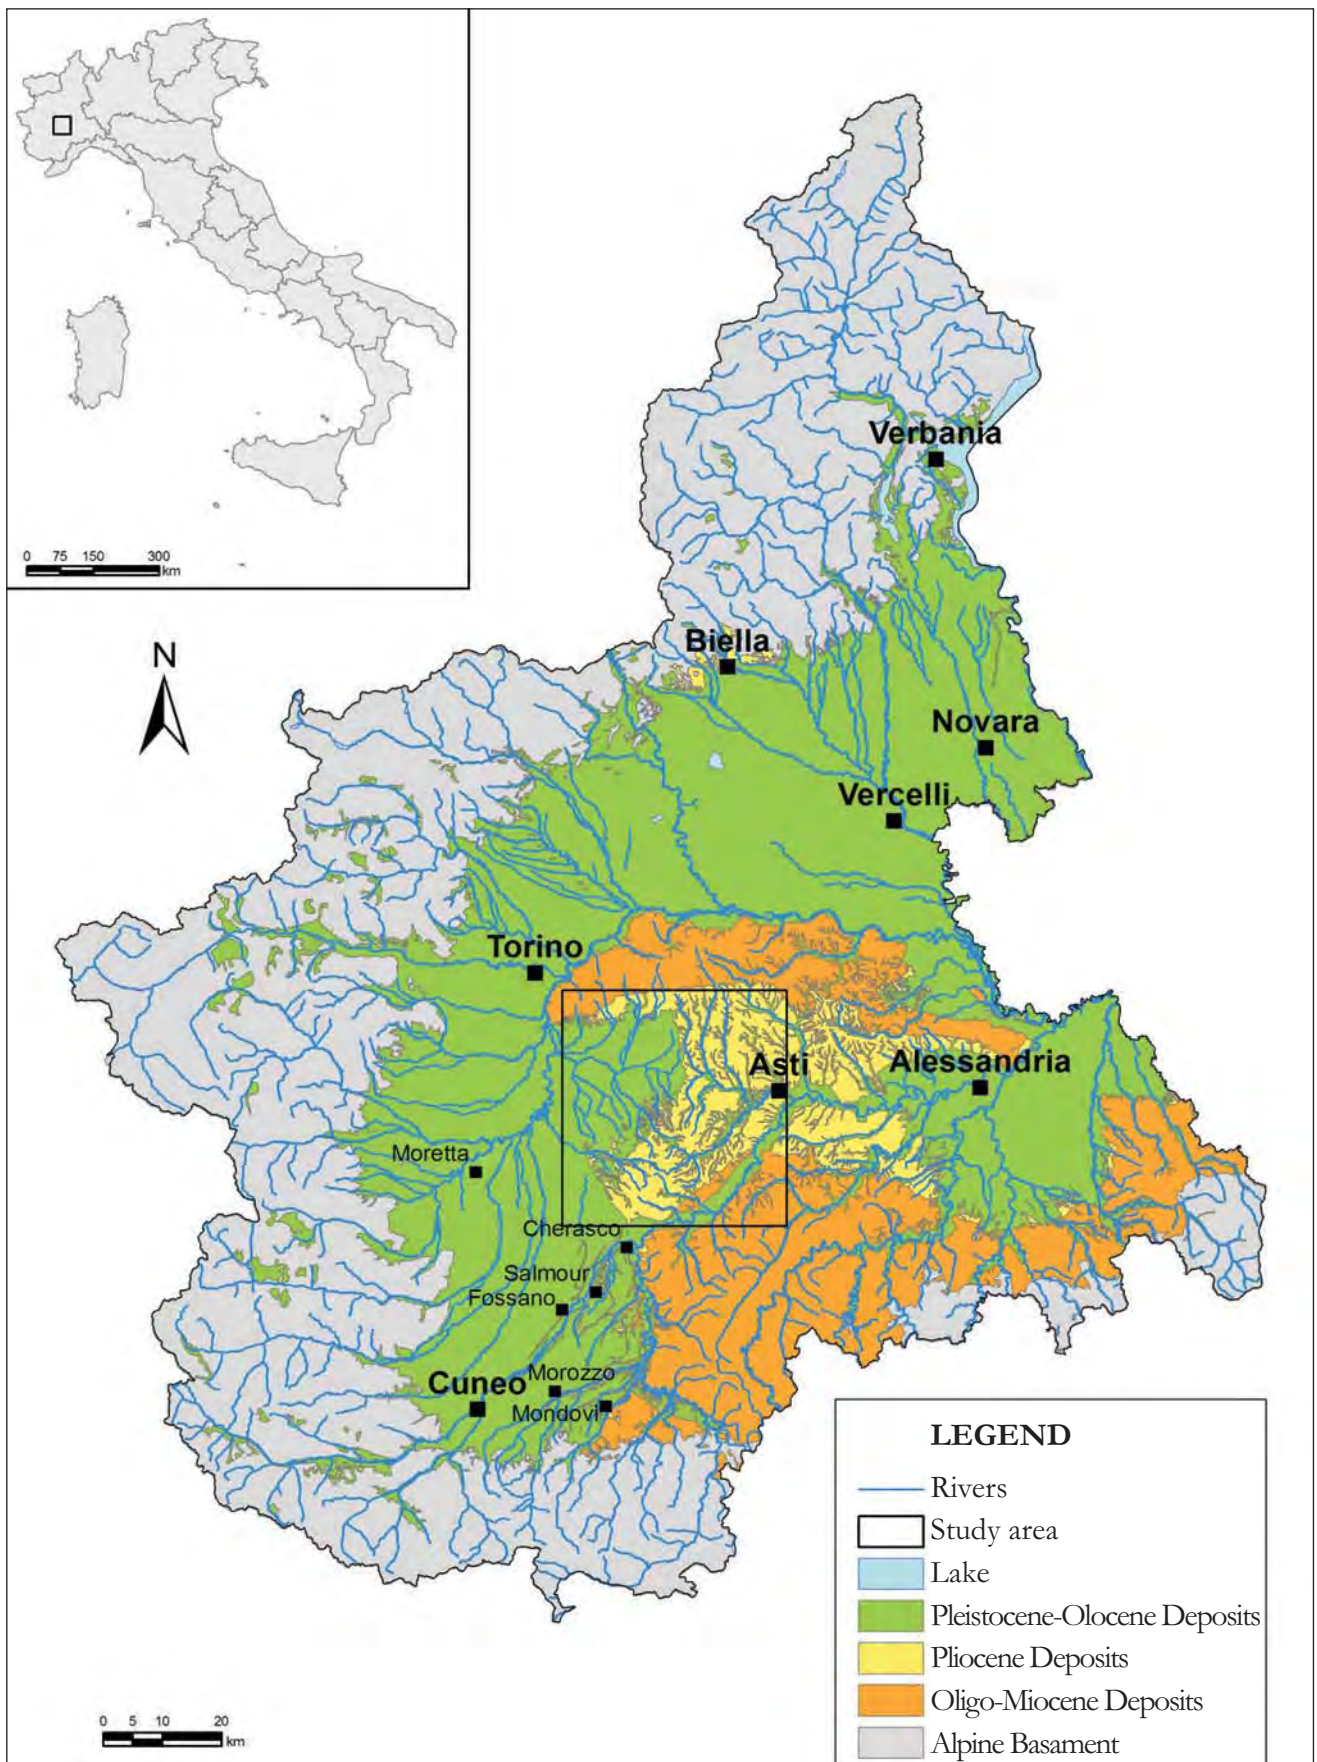 0 75 150 300
km
N
Verbania
Biella
Novara
Vercelli
Torino
Asti
Alessandria
Moretta
Cherasco
Salmour
Fossano
Morozzo
Cuneo
Mondovi
LEGEND
Rivers
Study area
Lake
Pleistocene-Olocene Deposits
Pliocene Deposits
Oligo-Miocene Deposits
Alpine Basament
0 5 10 20
km